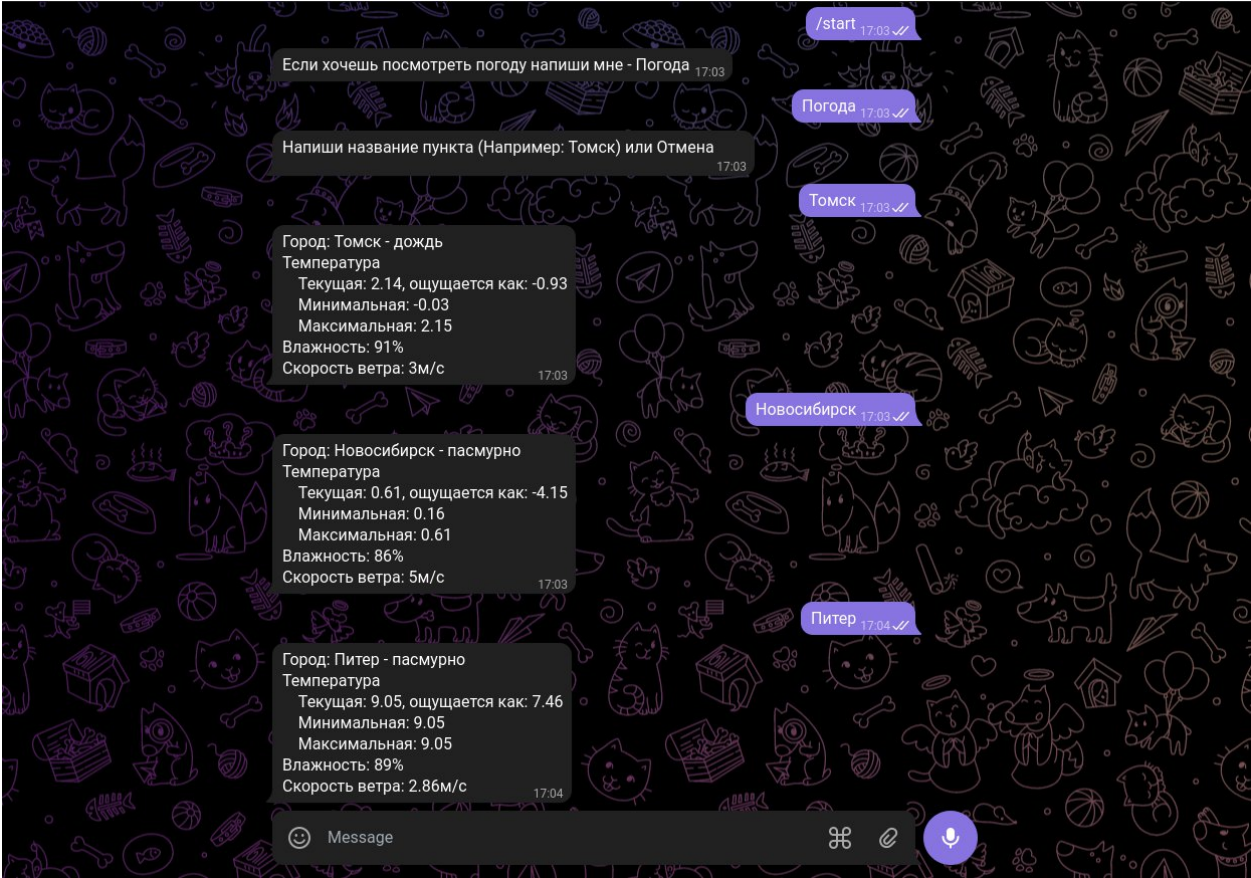 /start 17:03
Если хочешь посмотреть погоду напиши мне - Погода 17:03
Погода 17:03
Напиши название пункта (Например: Томск) или Отмена
17:03
Томск 17:03
Город: Томск - дождь
Температура
Текущая: 2.14, ощущается как: -0.93
Минимальная: -0.03
Максимальная: 2.15
Влажность: 91%
Скорость ветра: 3м/с 17:03
Новосибирск 17:03
Город: Новосибирск - пасмурно
Температура
Текущая: 0.61, ощущается как: -4.15
Минимальная: 0.16
Максимальная: 0.61
Влажность: 86%
Скорость ветра: 5м/с 17:03
Питер 17:04
Город: Питер - пасмурно
Температура
Текущая: 9.05, ощущается как: 7.46
Минимальная: 9.05
Максимальная: 9.05
Влажность: 89%
Скорость ветра: 2.86м/с 17:04
Message